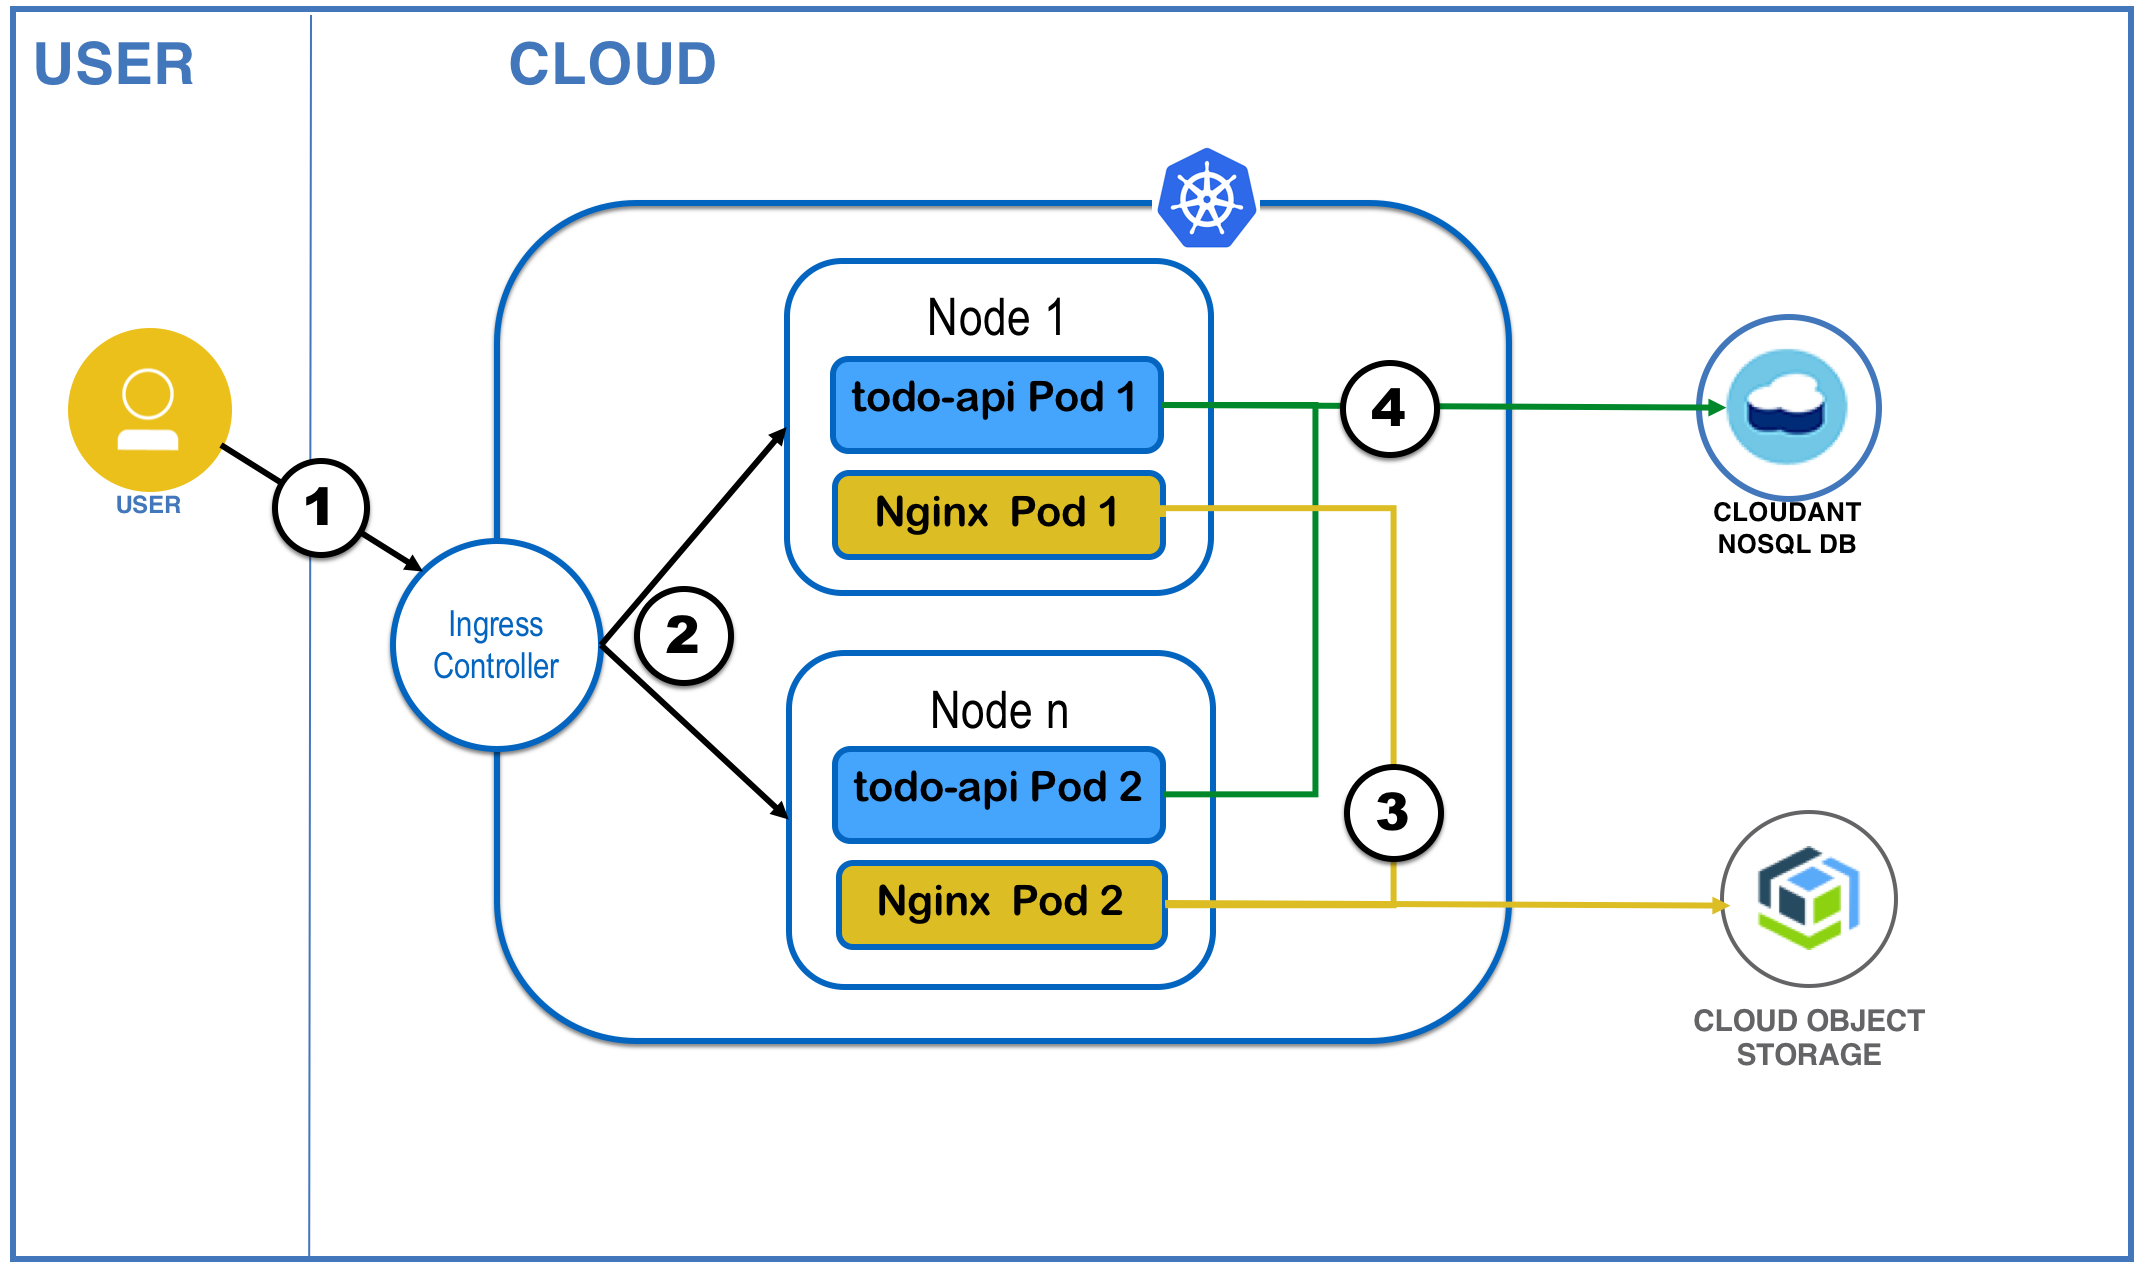 USER
CLOUD
USER
1
Ingress
Controller
2
Node 1
todo-api Pod 1
Nginx Pod 1
Node n
todo-api Pod 2
Nginx Pod 2
4
3
CLOUDANT
NOSQL DB
CLOUD OBJECT
STORAGE